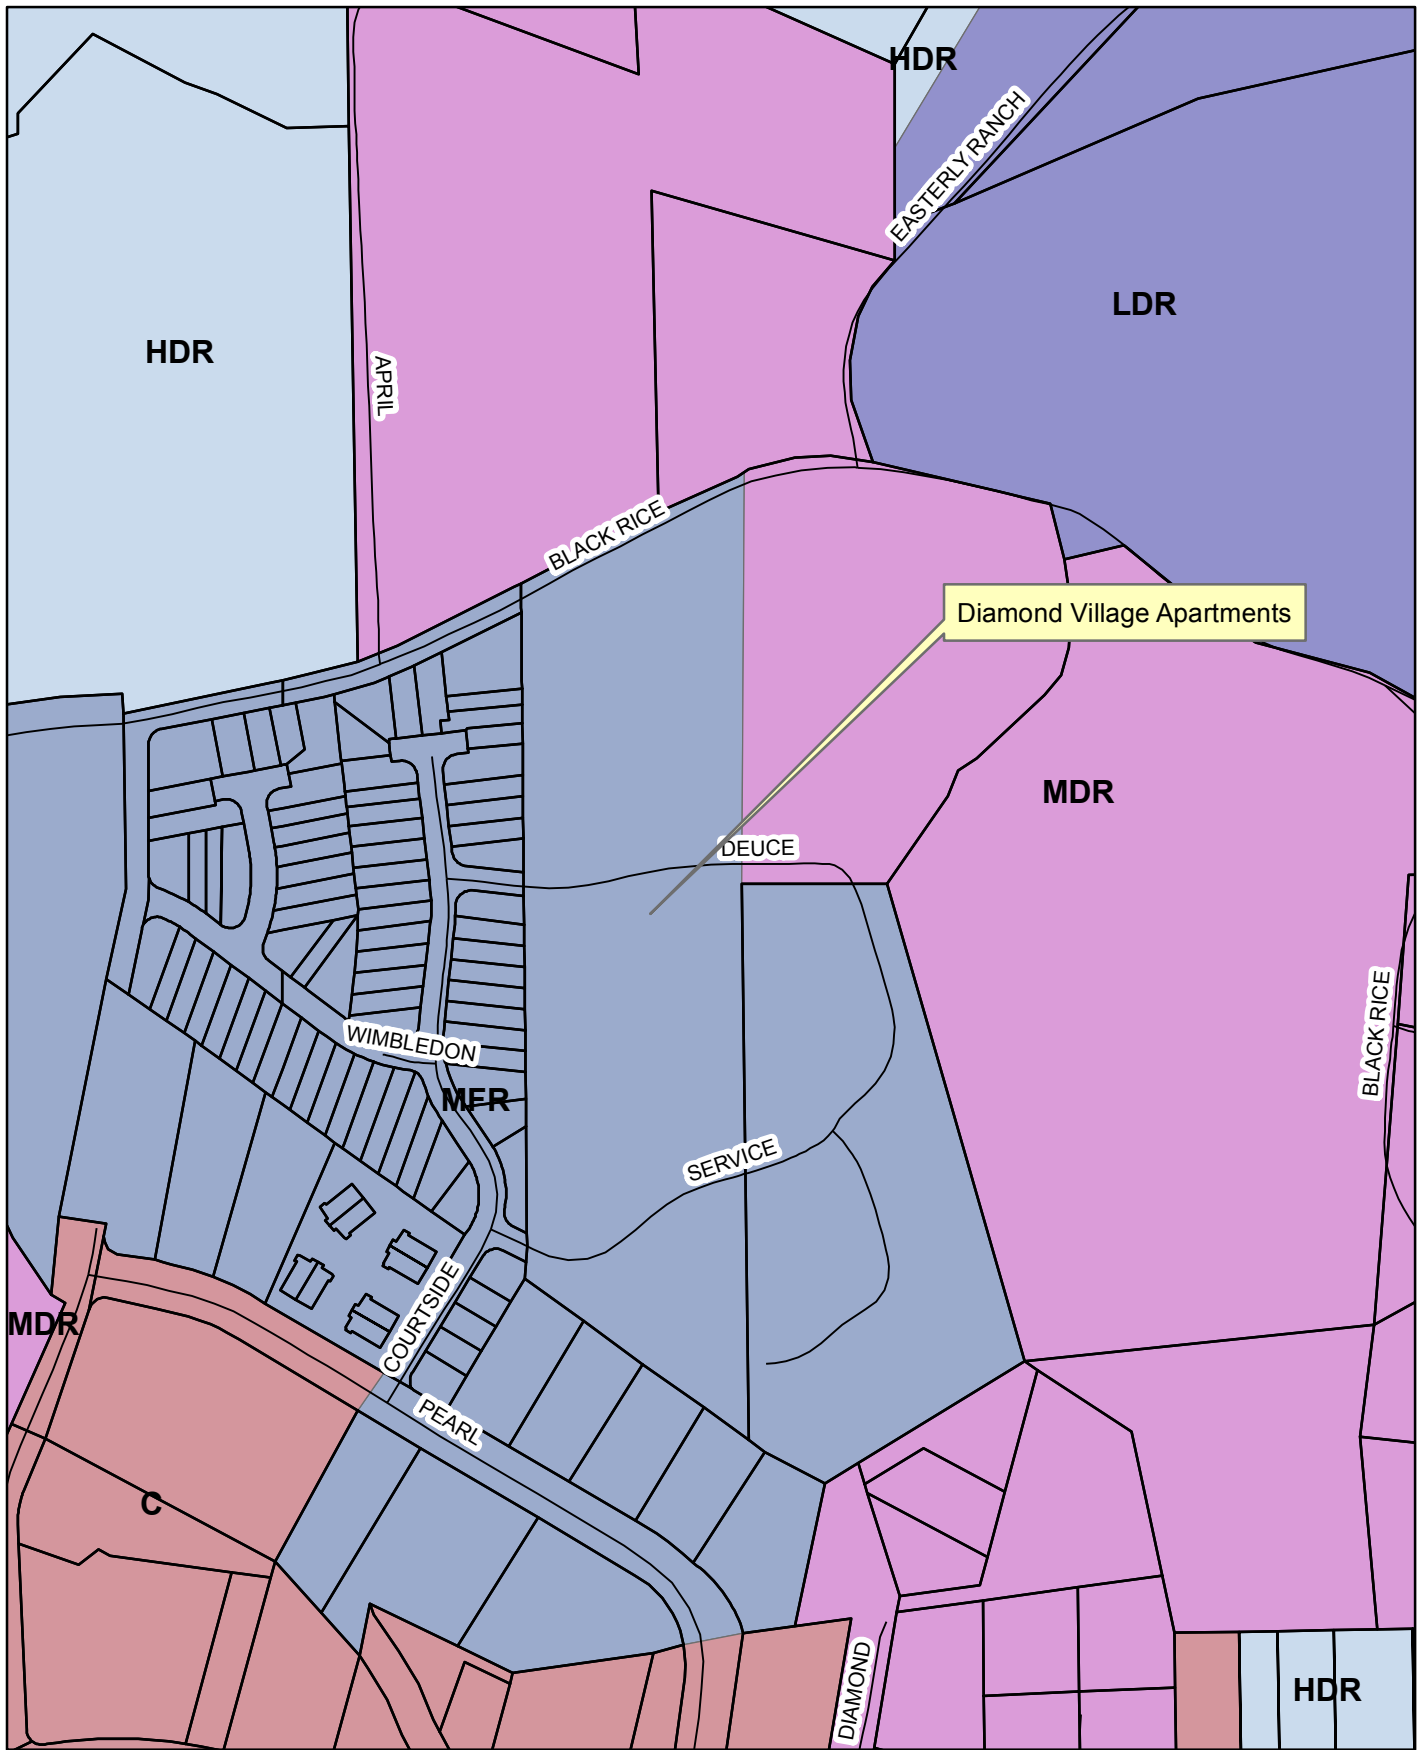 HDR
EASTERLY RANCH
LDR
HDR
APRIL
BLACK RICE
Diamond Village Apartments
MDR
DEUCE
BLACK RICE
WIMBLEDON
MFR
SERVICE
COURTSIDE
MDR
PEARL
C
DIAMOND
HDR